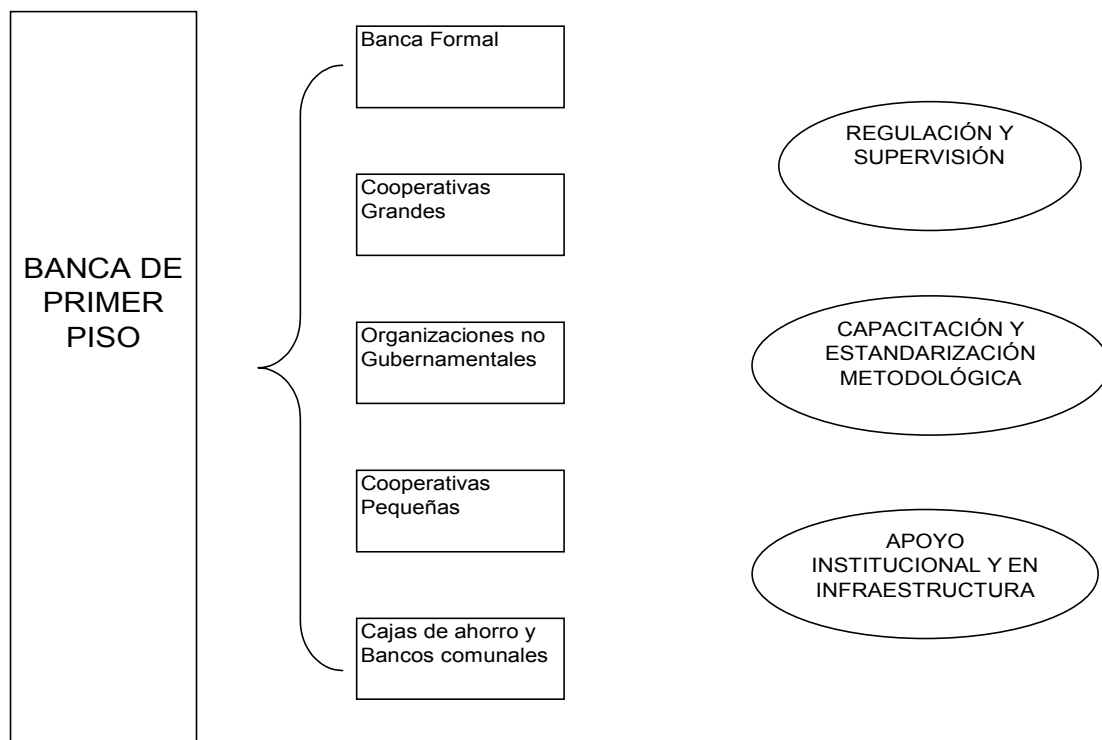 BANCA DE
PRIMER
PISO
Banca Formal
Cooperativas
Grandes
Organizaciones no
Gubernamentales
Cooperativas
Pequeñas
Cajas de ahorro y
Bancos comunales
REGULACIÓN Y
SUPERVISIÓN
CAPACITACIÓN Y
ESTANDARIZACIÓN
METODOLÓGICA
APOYO
INSTITUCIONAL Y EN
INFRAESTRUCTURA